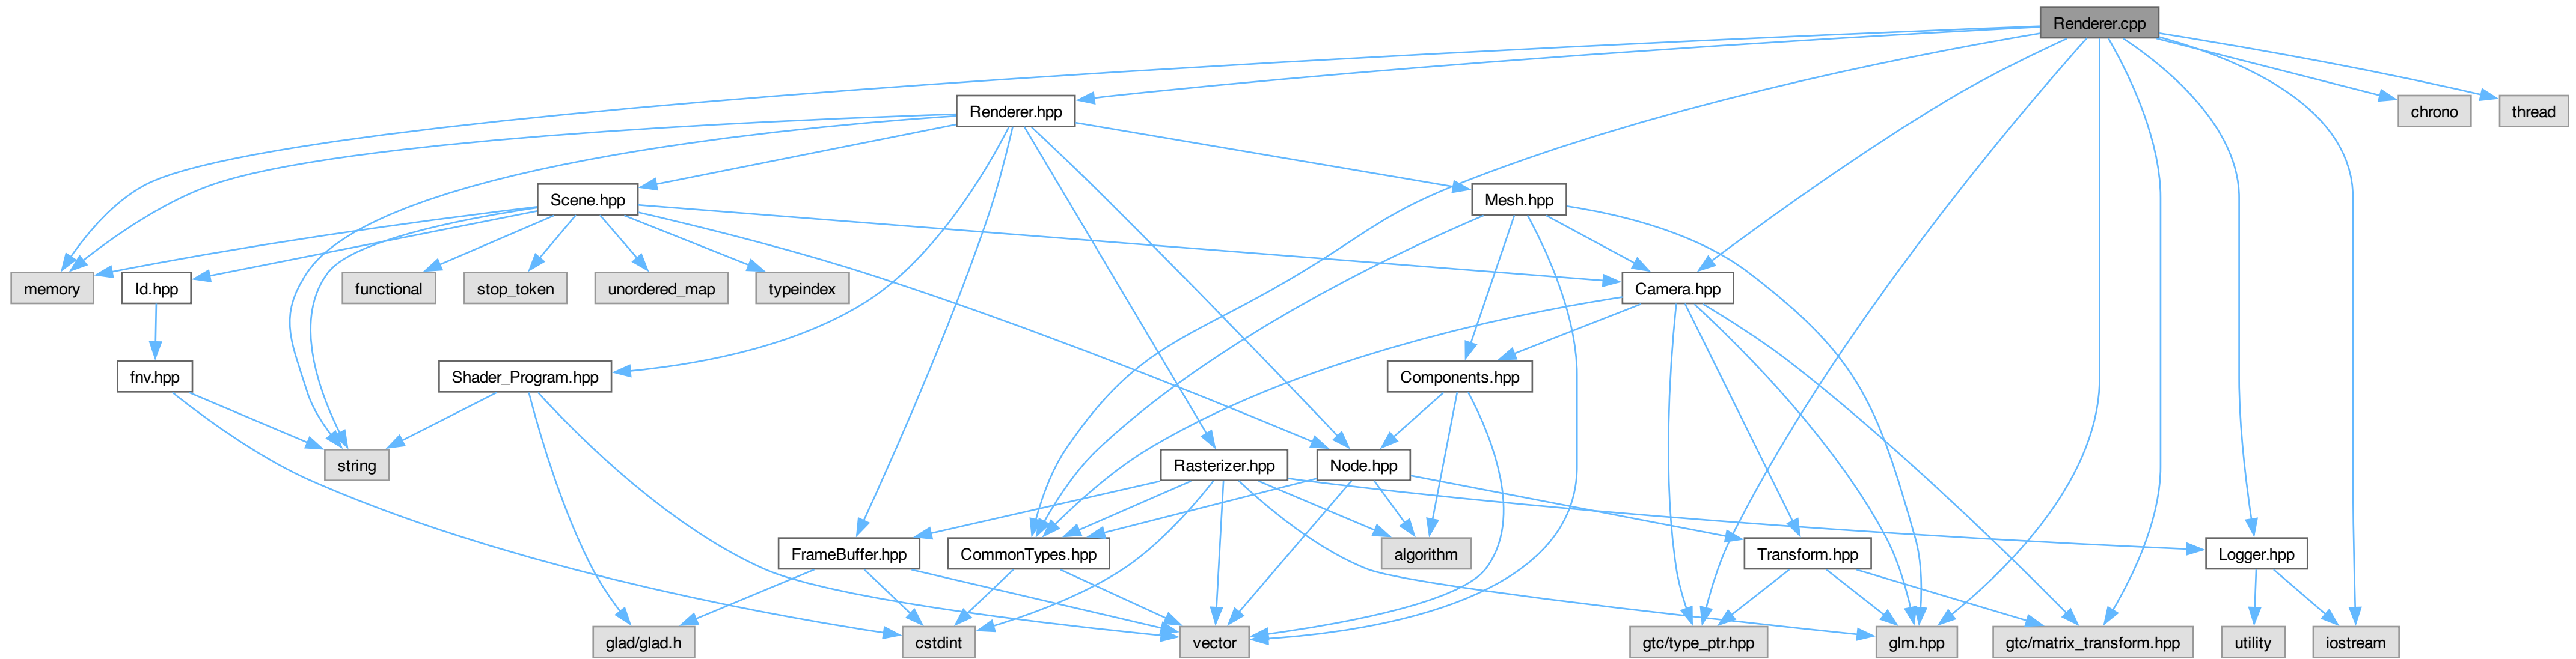 Renderer.cpp
Renderer.hpp
chrono
thread
Scene.hpp
Mesh.hpp
memory
Id.hpp
functional
stop_token
unordered_map
typeindex
Camera.hpp
fnv.hpp
Shader_Program.hpp
Components.hpp
string
Rasterizer.hpp
Node.hpp
FrameBuffer.hpp
CommonTypes.hpp
algorithm
Transform.hpp
Logger.hpp
glad/glad.h
cstdint
vector
gtc/type_ptr.hpp
glm.hpp
gtc/matrix_transform.hpp
utility
iostream